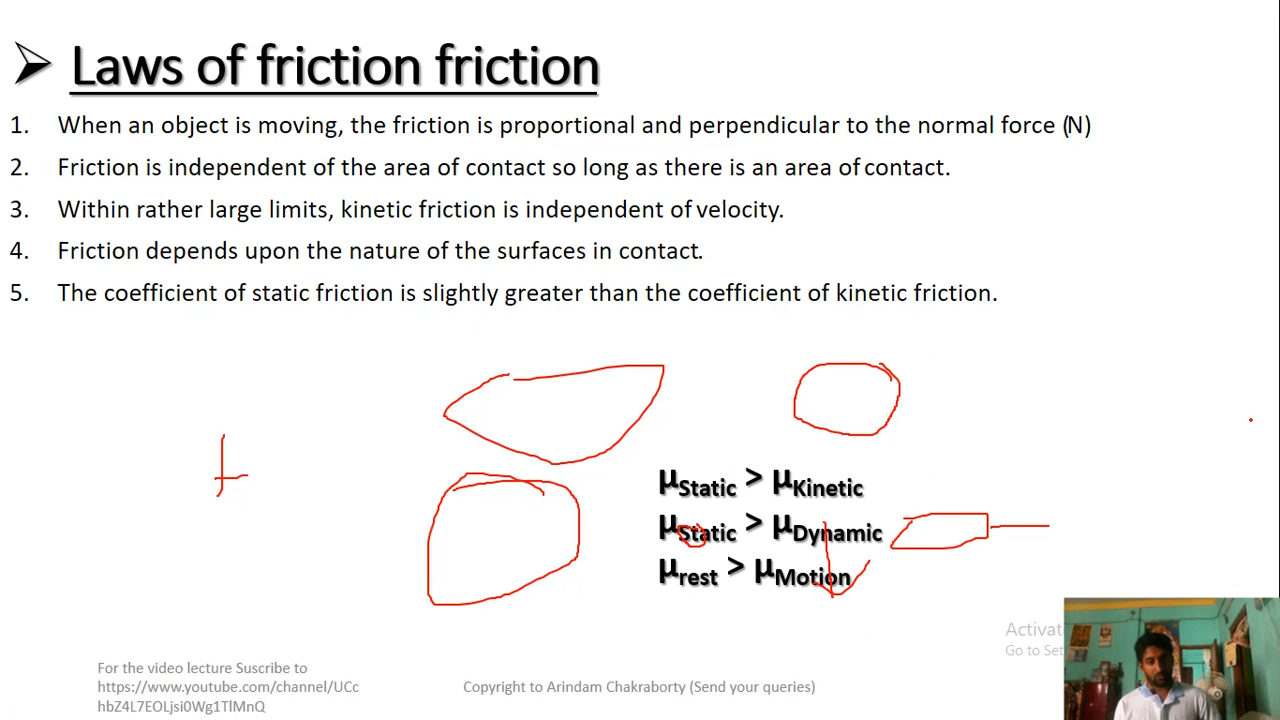 Laws of friction friction
1. When an object is moving, the friction is proportional and perpendicular to the normal force (N)
2. Friction is independent of the area of contact so long as there is an area of contact.
3. Within rather large limits, kinetic friction is independent of velocity.
4. Friction depends upon the nature of the surfaces in contact.
5. The coefficient of static friction is slightly greater than the coefficient of kinetic friction.
μStatic > μKinetic
μStatic > μDynamic
μrest > μMotion
Activat
Go to Set
For the video lecture Suscribe to
https://www.youtube.com/channel/UCc
hbZ4L7EOLjsi0Wg1TlMnQ
Copyright to Arindam Chakraborty (Send your queries)